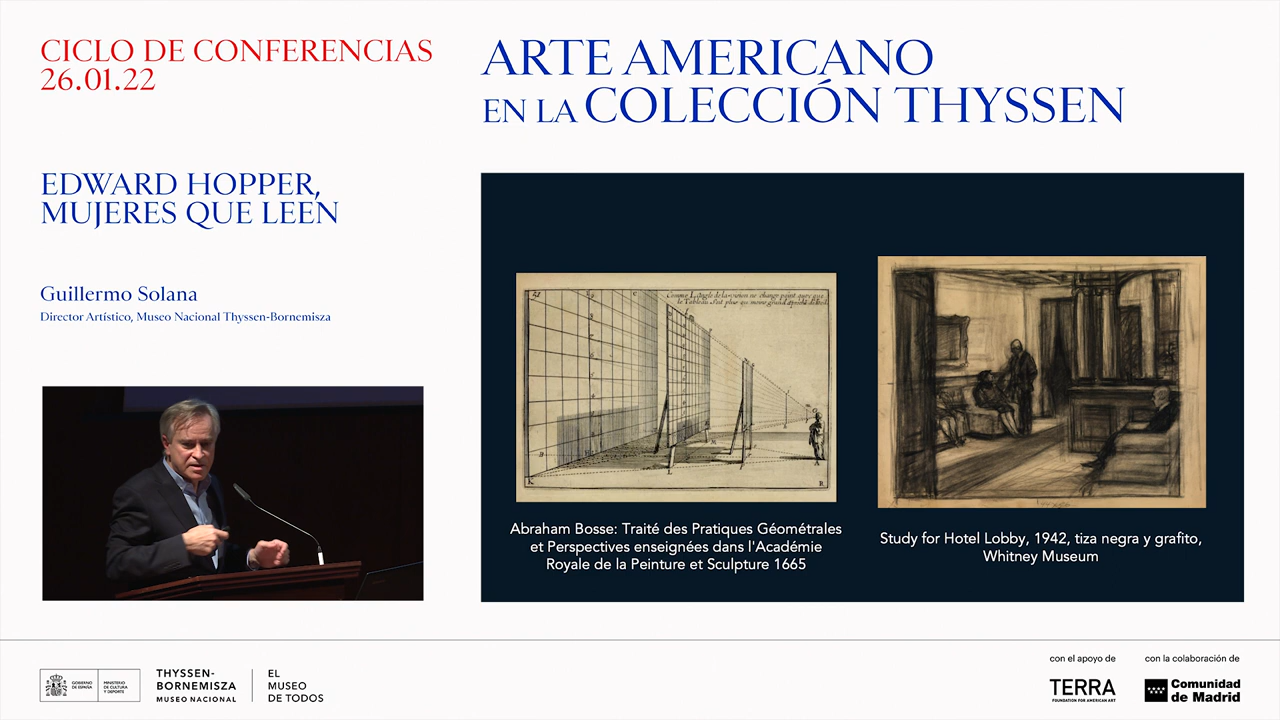 CICLO DE CONFERENCIAS
26.01.22
ARTE AMERICANO
EN LA COLECCIÓN THYSSEN
EDWARD HOPPER,
MUJERES QUE LEEN
Guillermo Solana
Director Artístico, Museo Nacional Thyssen-Bornemisza
Abraham Bosse: Traité des Pratiques Géométrales
et Perspectives enseignées dans l'Académie
Royale de la Peinture et Sculpture 1665
Study for Hotel Lobby, 1942, tiza negra y grafito,
Whitney Museum
GOBIERNO
DE ESPAÑA
MINISTERIO
DE CULTURA
Y DEPORTE
THYSSEN-
BORNEMISZA
MUSEO NACIONAL
EL
MUSEO
DE TODOS
con el apoyo de
TERRA
FOUNDATION FOR AMERICAN ART
con la colaboración de
Comunidad
de Madrid